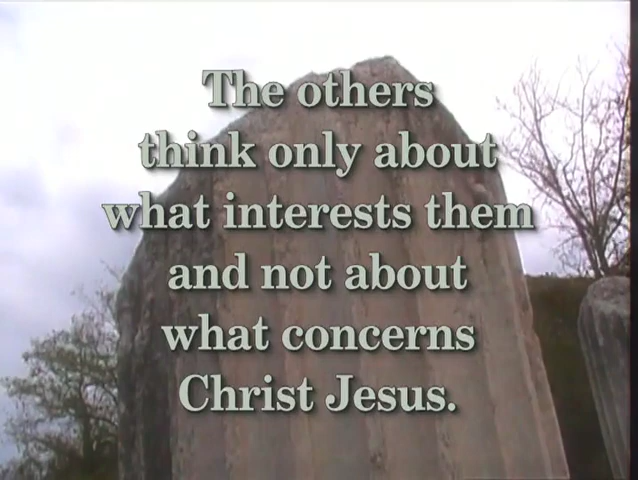 The others
think only about
what interests them
and not about
what concerns
Christ Jesus.